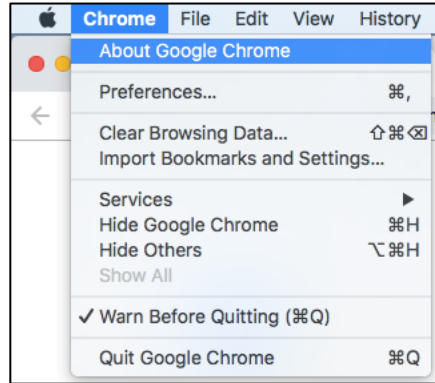 Chrome File Edit View History
About Google Chrome
Preferences... ⌘,
Clear Browsing Data... ⇧⌘⌫
Import Bookmarks and Settings...
Services ▶
Hide Google Chrome ⌘H
Hide Others ⌥⌘H
Show All
✓ Warn Before Quitting (⌘Q)
Quit Google Chrome ⌘Q